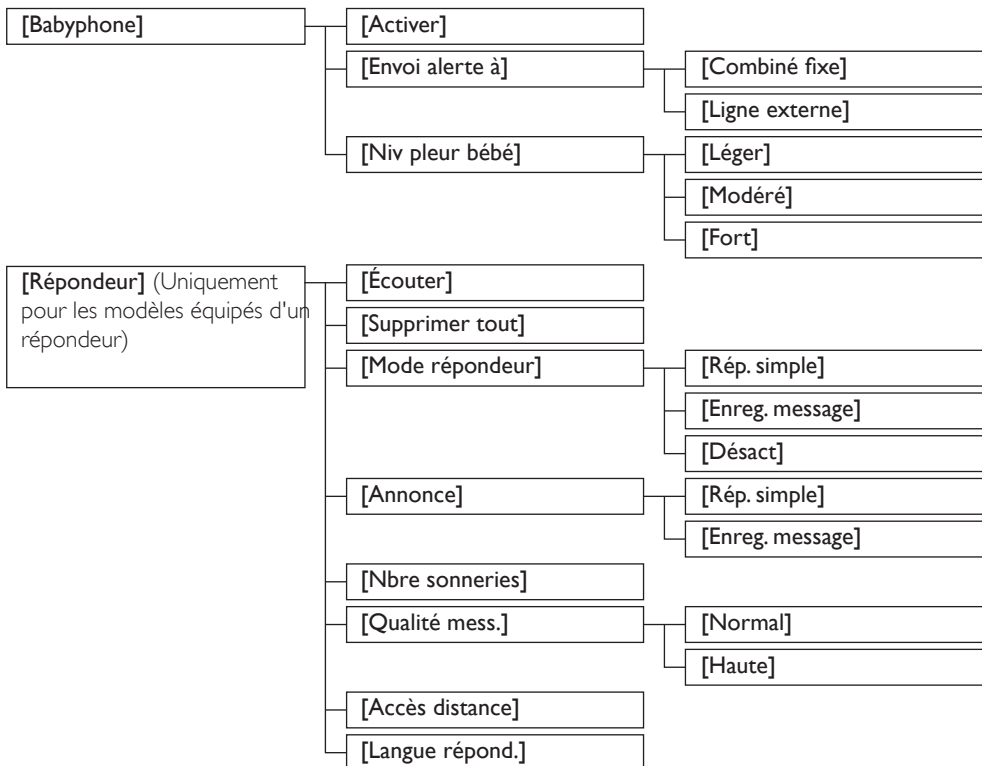 [Babyphone]
[Activer]
[Envoi alerte à]
[Combiné fixe]
[Ligne externe]
[Niv pleur bébé]
[Léger]
[Modéré]
[Fort]
[Répondeur] (Uniquement
pour les modèles équipés d'un
répondeur)
[Écouter]
[Supprimer tout]
[Mode répondeur]
[Rép. simple]
[Enreg. message]
[Désact]
[Annonce]
[Rép. simple]
[Enreg. message]
[Nbre sonneries]
[Qualité mess.]
[Normal]
[Haute]
[Accès distance]
[Langue répond.]